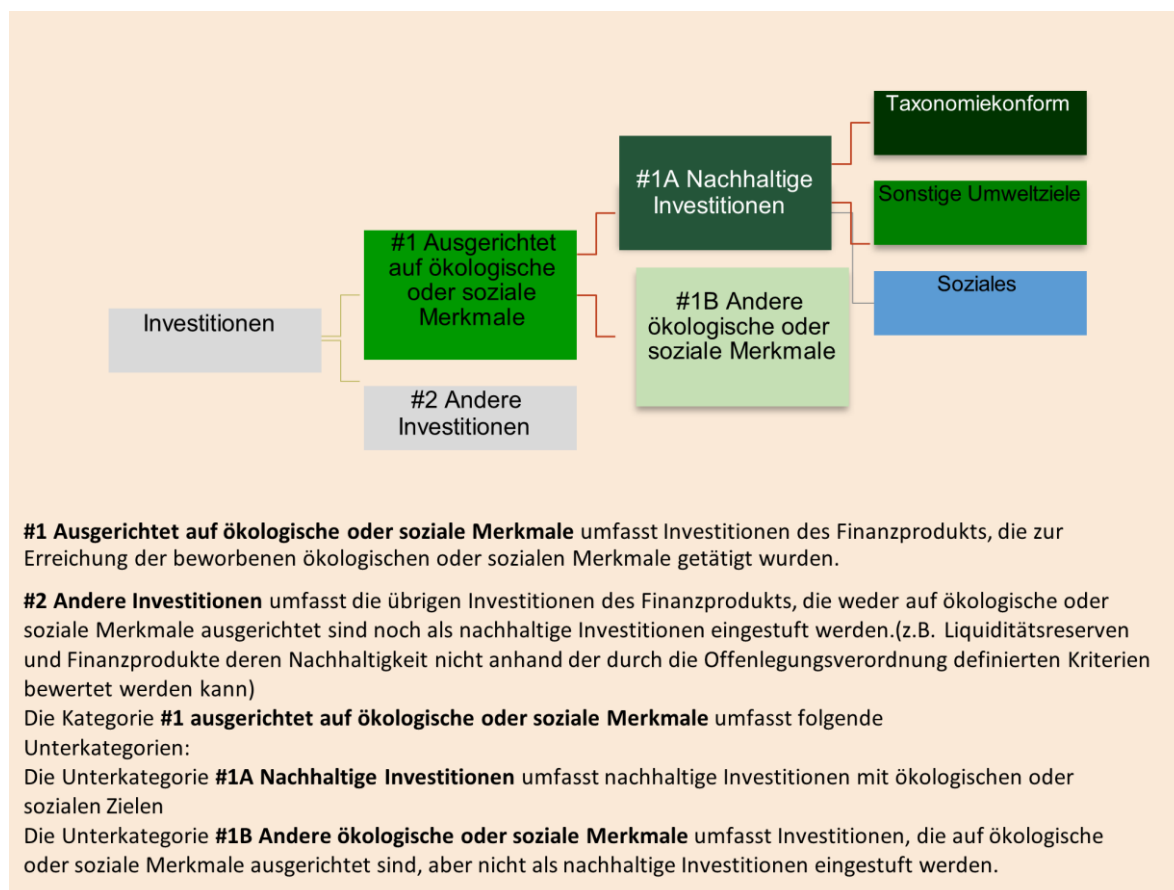 Taxonomiekonform
#1A Nachhaltige
Investitionen
Sonstige Umweltziele
#1 Ausgerichtet
auf ökologische
oder soziale
Merkmale
Soziales
#1B Andere
ökologische oder
soziale Merkmale
Investitionen
#2 Andere
Investitionen
#1 Ausgerichtet auf ökologische oder soziale Merkmale umfasst Investitionen des Finanzprodukts, die zur
Erreichung der beworbenen ökologischen oder sozialen Merkmale getätigt wurden.
#2 Andere Investitionen umfasst die übrigen Investitionen des Finanzprodukts, die weder auf ökologische oder
soziale Merkmale ausgerichtet sind noch als nachhaltige Investitionen eingestuft werden.(z.B. Liquiditätsreserven
und Finanzprodukte deren Nachhaltigkeit nicht anhand der durch die Offenlegungsverordnung definierten Kriterien
bewertet werden kann)
Die Kategorie #1 ausgerichtet auf ökologische oder soziale Merkmale umfasst folgende
Unterkategorien:
Die Unterkategorie #1A Nachhaltige Investitionen umfasst nachhaltige Investitionen mit ökologischen oder
sozialen Zielen
Die Unterkategorie #1B Andere ökologische oder soziale Merkmale umfasst Investitionen, die auf ökologische
oder soziale Merkmale ausgerichtet sind, aber nicht als nachhaltige Investitionen eingestuft werden.